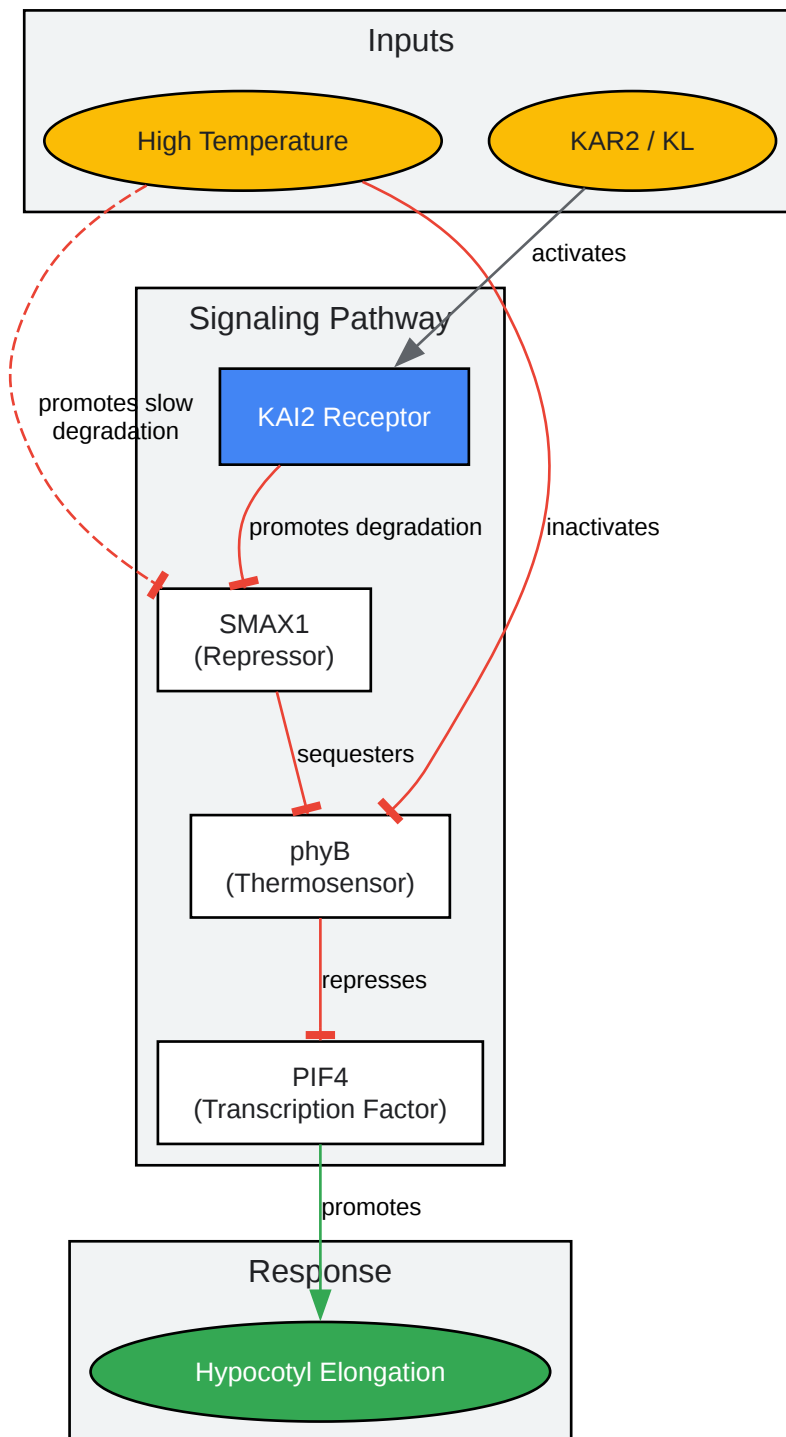 Inputs
High Temperature
KAR2 / KL
activates
Signaling Pathway
promotes slow
degradation
KAI2 Receptor
promotes degradation
inactivates
SMAX1
(Repressor)
sequesters
phyB
(Thermosensor)
represses
PIF4
(Transcription Factor)
promotes
Response
Hypocotyl Elongation